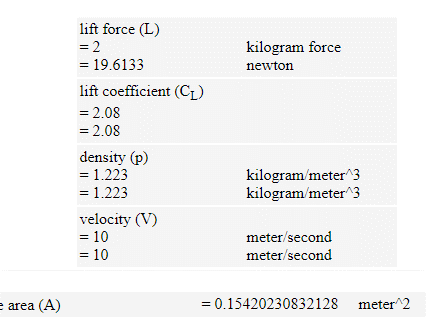 lift force (L)
= 2 kilogram force
= 19.6133 newton
lift coefficient (CL)
= 2.08
= 2.08
density (p)
= 1.223 kilogram/meter^3
= 1.223 kilogram/meter^3
velocity (V)
= 10 meter/second
= 10 meter/second
e area (A) = 0.15420230832128 meter^2